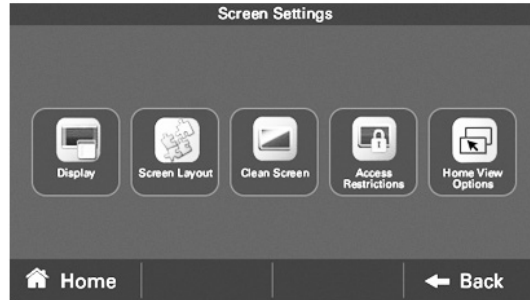 Screen Settings
Display
Screen Layout
Clean Screen
Access
Restrictions
Home View
Options
Home
Back